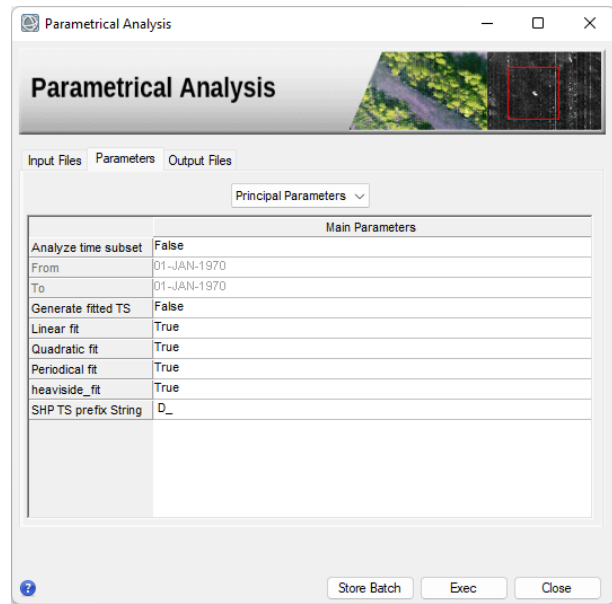 Parametrical Analysis
Parametrical Analysis
Input Files Parameters Output Files
Principal Parameters
Main Parameters
Analyze time subset False
From 01-JAN-1970
To 01-JAN-1970
Generate fitted TS False
Linear fit True
Quadratic fit True
Periodical fit True
heaviside_fit True
SHP TS prefix String D_
? Store Batch Exec Close